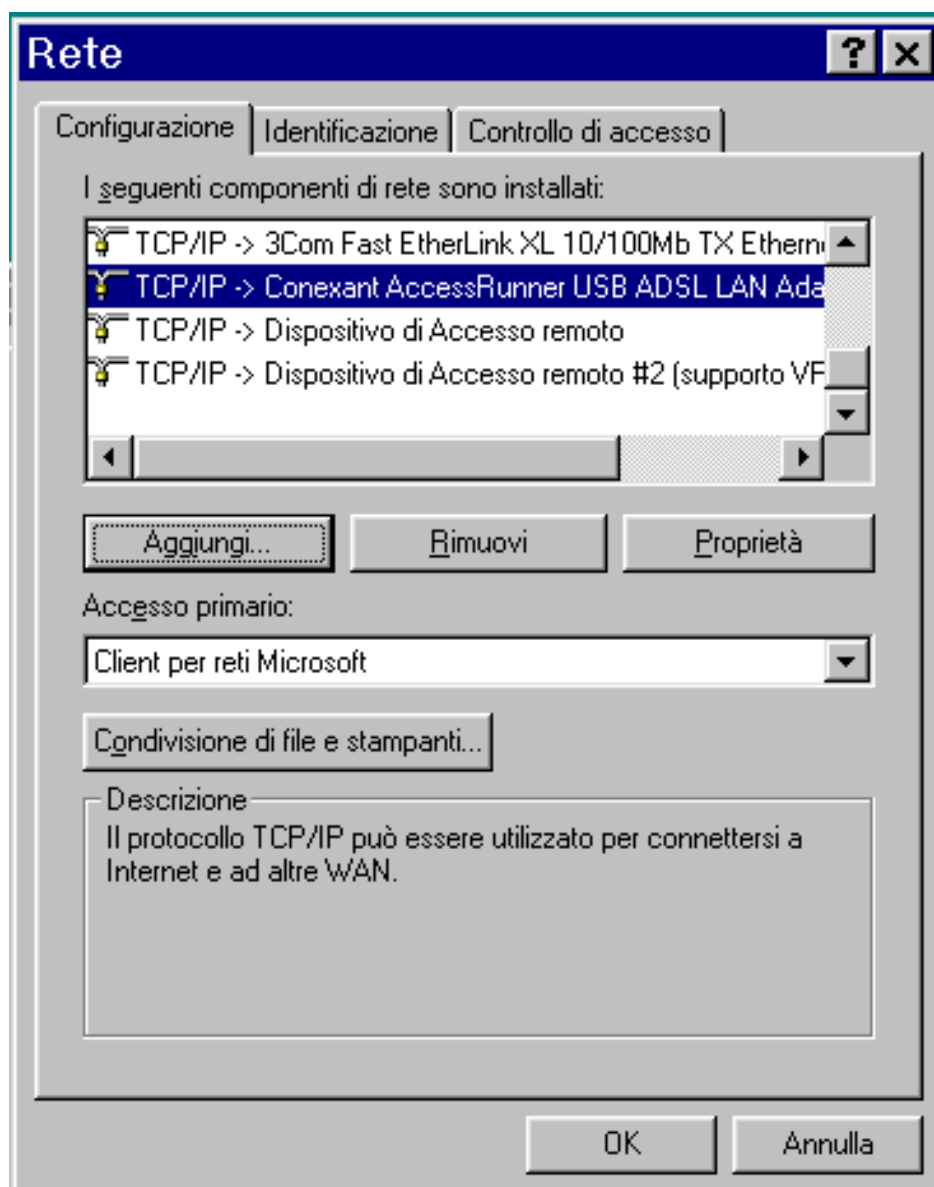 Rete
Configurazione Identificazione Controllo di accesso
I seguenti componenti di rete sono installati:
TCP/IP -> 3Com Fast EtherLink XL 10/100Mb TX Ethern
TCP/IP -> Conexant AccessRunner USB ADSL LAN Ada
TCP/IP -> Dispositivo di Accesso remoto
TCP/IP -> Dispositivo di Accesso remoto #2 (supporto VF
Aggiungi... Rimuovi Proprietà
Accesso primario:
Client per reti Microsoft
Condivisione di file e stampanti...
Descrizione
Il protocollo TCP/IP può essere utilizzato per connettersi a
Internet e ad altre WAN.
OK Annulla